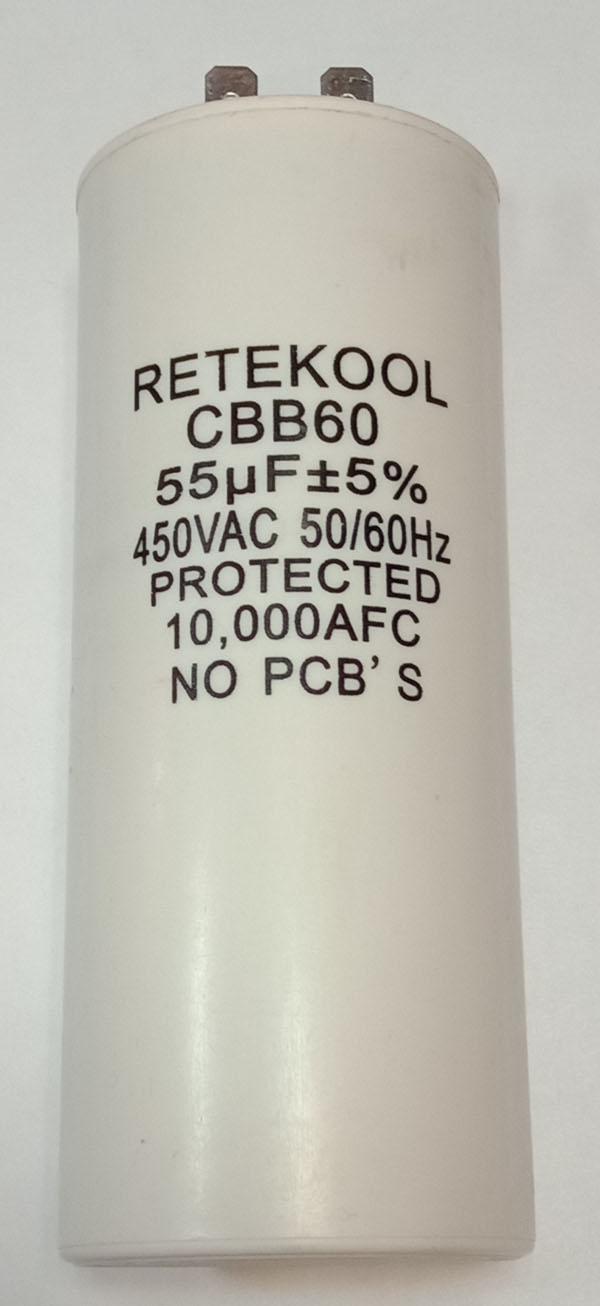 RETEKOOL
CBB60
55µF±5%
450VAC 50/60Hz
PROTECTED
10,000AFC
NO PCB'S